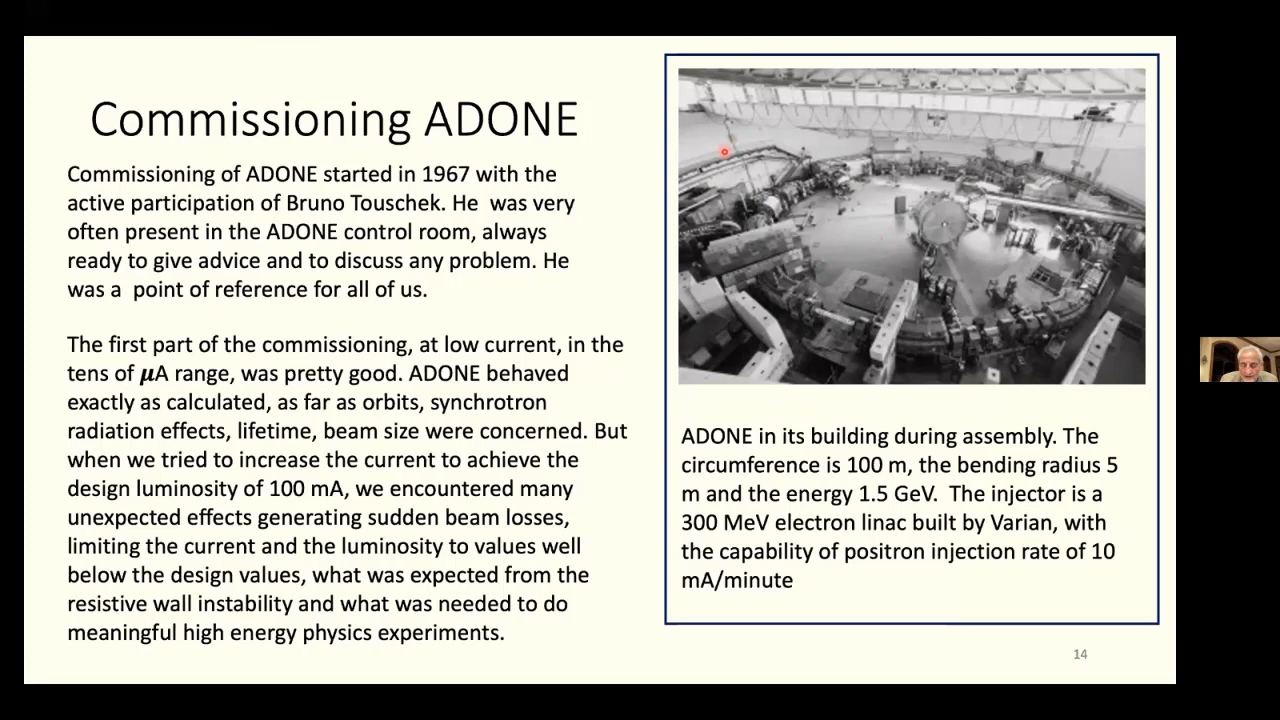 Commissioning ADONE
Commissioning of ADONE started in 1967 with the
active participation of Bruno Touschek. He  was very
often present in the ADONE control room, always
ready to give advice and to discuss any problem. He
was a  point of reference for all of us.
The first part of the commissioning, at low current, in the
tens of μA range, was pretty good. ADONE behaved
exactly as calculated, as far as orbits, synchrotron
radiation effects, lifetime, beam size were concerned. But
when we tried to increase the current to achieve the
design luminosity of 100 mA, we encountered many
unexpected effects generating sudden beam losses,
limiting the current and the luminosity to values well
below the design values, what was expected from the
resistive wall instability and what was needed to do
meaningful high energy physics experiments.
ADONE in its building during assembly. The
circumference is 100 m, the bending radius 5
m and the energy 1.5 GeV.  The injector is a
300 MeV electron linac built by Varian, with
the capability of positron injection rate of 10
mA/minute
14